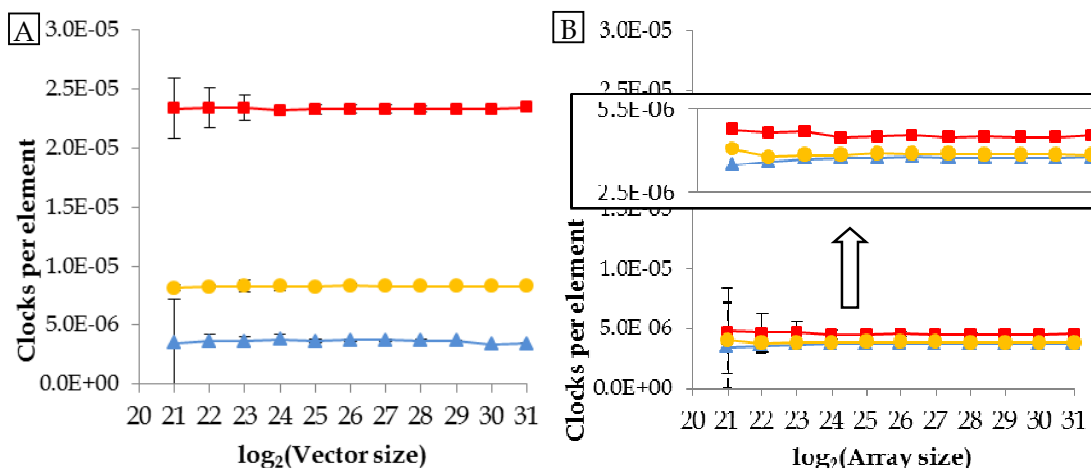 A
3.0E-05
2.5E-05
2.0E-05
1.5E-05
1.0E-05
5.0E-06
0.0E+00
Clocks per element
20 21 22 23 24 25 26 27 28 29 30 31
log₂(Vector size)
B
3.0E-05
2.5E-05
5.5E-06
2.5E-06
1.5E-05
1.0E-05
5.0E-06
0.0E+00
Clocks per element
20 21 22 23 24 25 26 27 28 29 30 31
log₂(Array size)